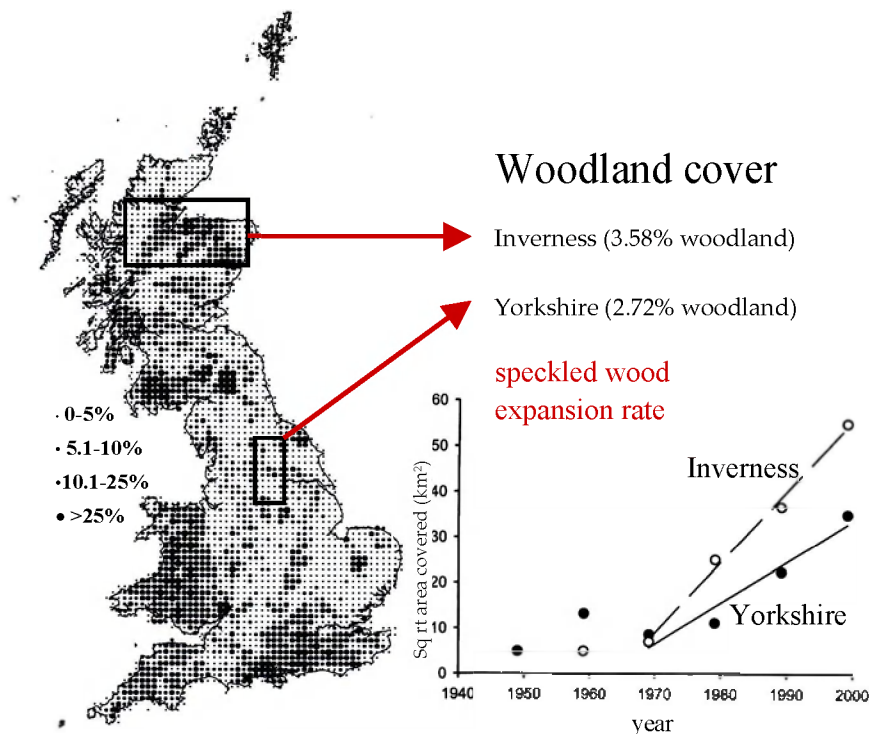 Woodland cover
Inverness (3.58% woodland)
Yorkshire (2.72% woodland)
speckled wood
expansion rate
· 0-5%
· 5.1-10%
•10.1-25%
● >25%
Sq rt area covered (km²)
60
50
40
30
20
10
0
1940 1950 1960 1970 1980 1990 2000
year
Inverness
Yorkshire